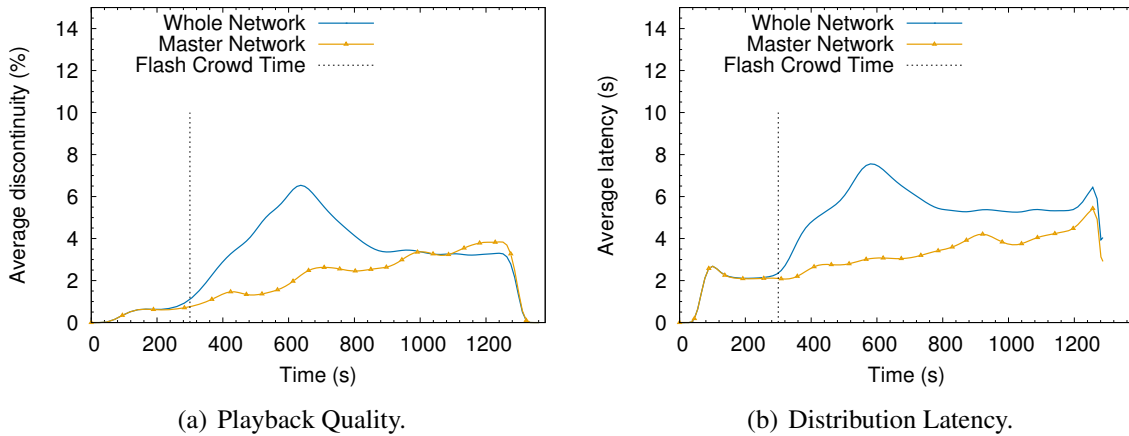 Whole Network
Master Network
Flash Crowd Time
14
12
10
8
6
4
2
0
Average discontinuity (%)
0 200 400 600 800 1000 1200
Time (s)
(a) Playback Quality.
Whole Network
Master Network
Flash Crowd Time
14
12
10
8
6
4
2
0
Average latency (s)
0 200 400 600 800 1000 1200
Time (s)
(b) Distribution Latency.